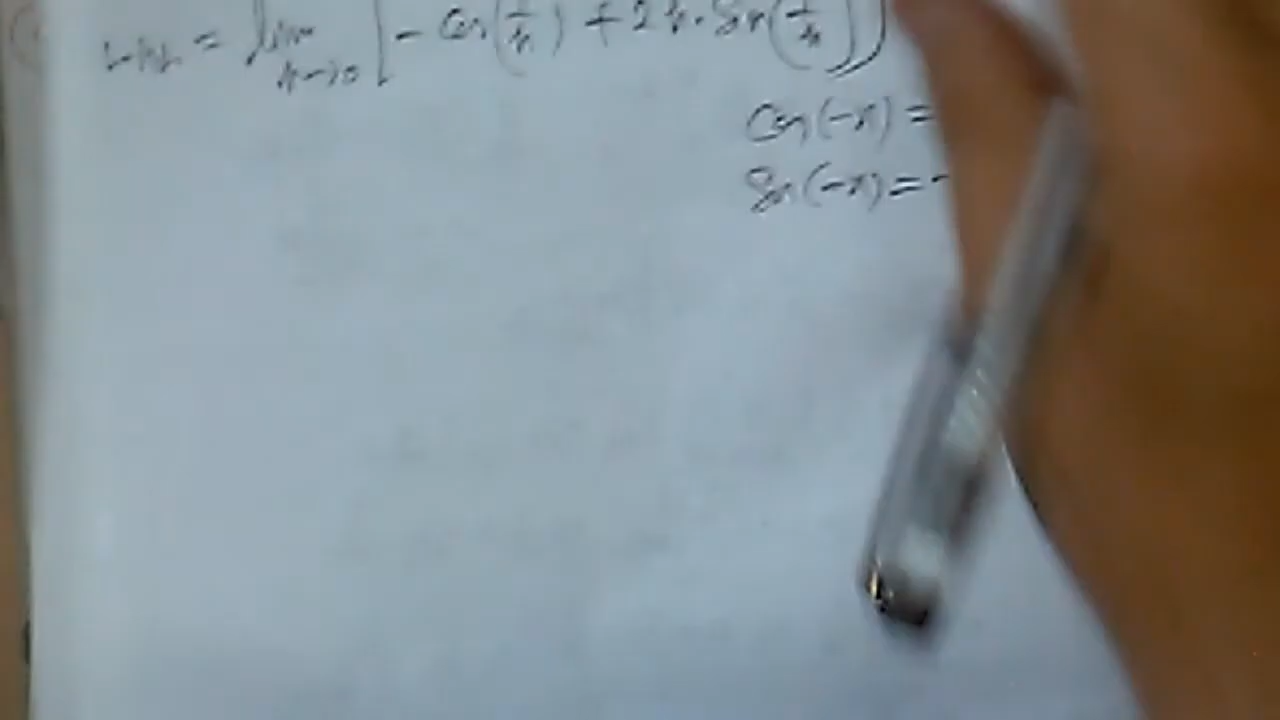 LHL = lim h→0 [- cos(1/h) + 2h. sin(1/h)]
cos(-x) =
sin(-x) = -